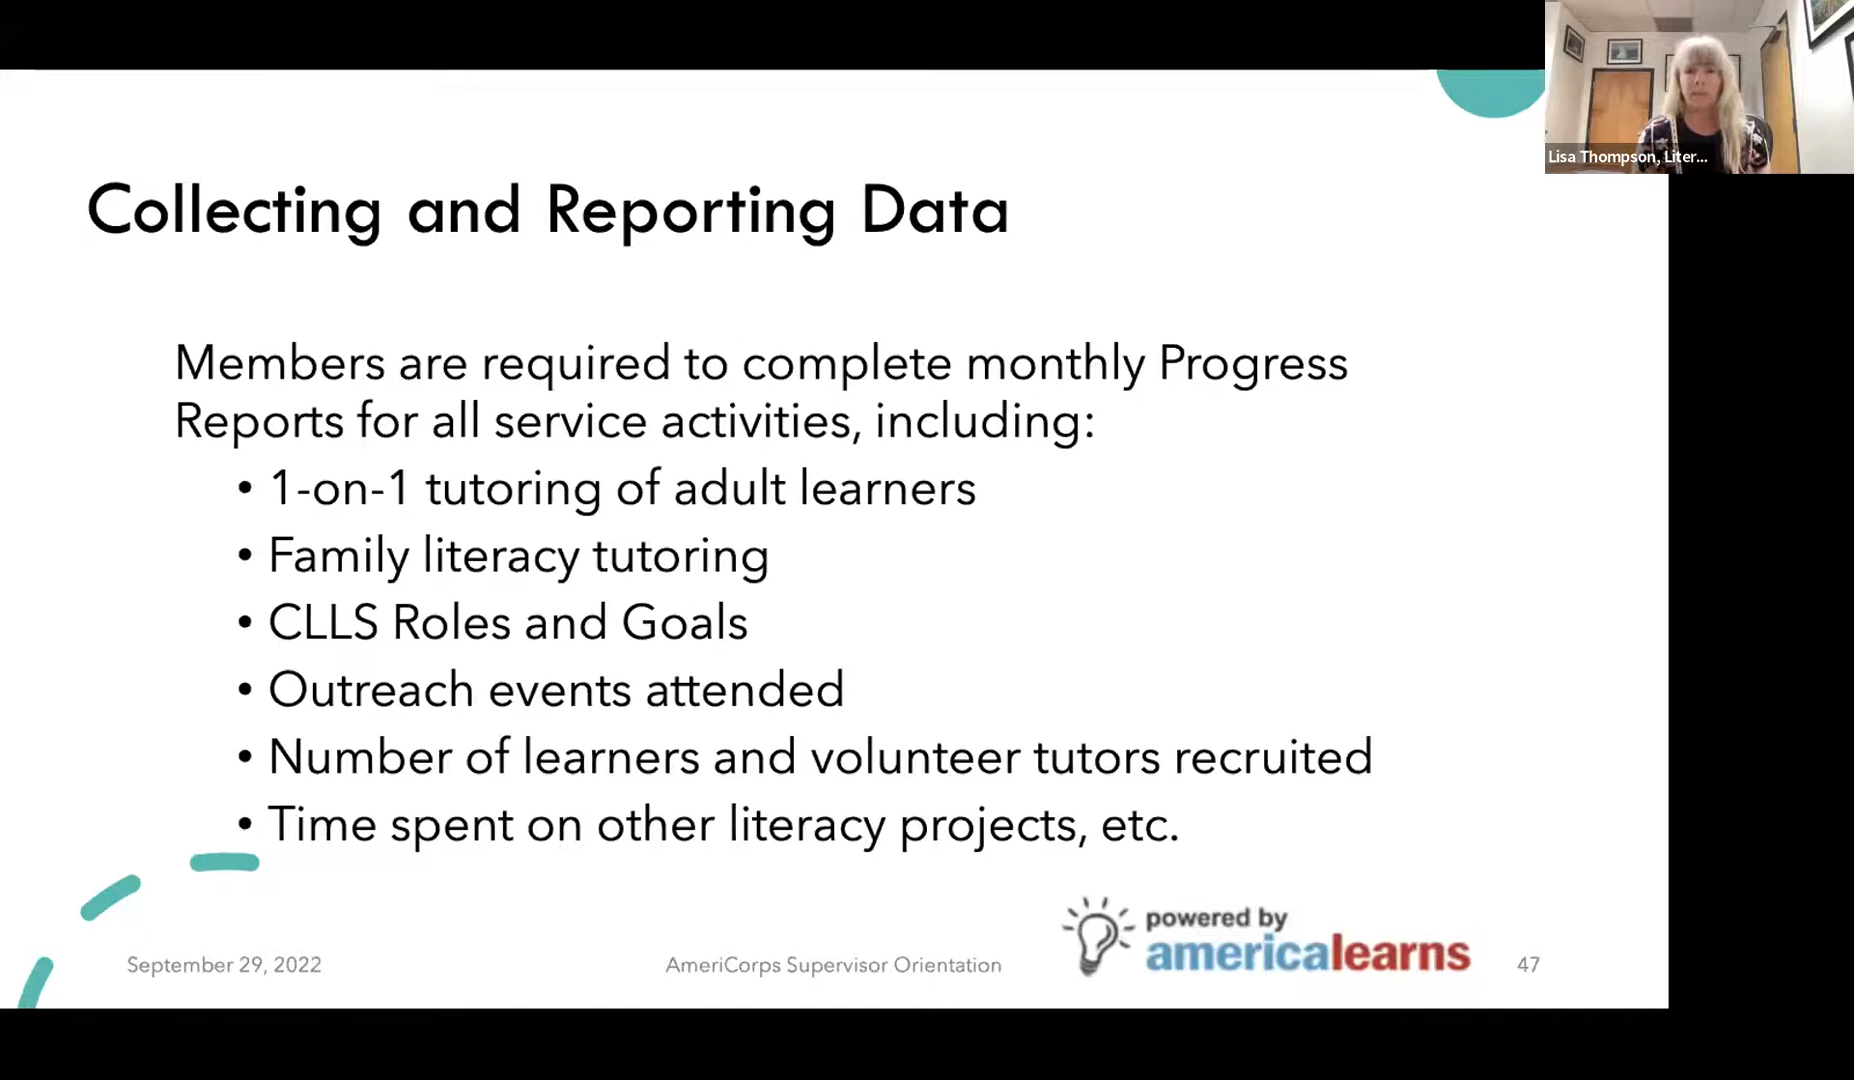 Lisa Thompson, Liter...
Collecting and Reporting Data
Members are required to complete monthly Progress
Reports for all service activities, including:
• 1-on-1 tutoring of adult learners
• Family literacy tutoring
• CLLS Roles and Goals
• Outreach events attended
• Number of learners and volunteer tutors recruited
• Time spent on other literacy projects, etc.
September 29, 2022
AmeriCorps Supervisor Orientation
powered by
americalearns
47